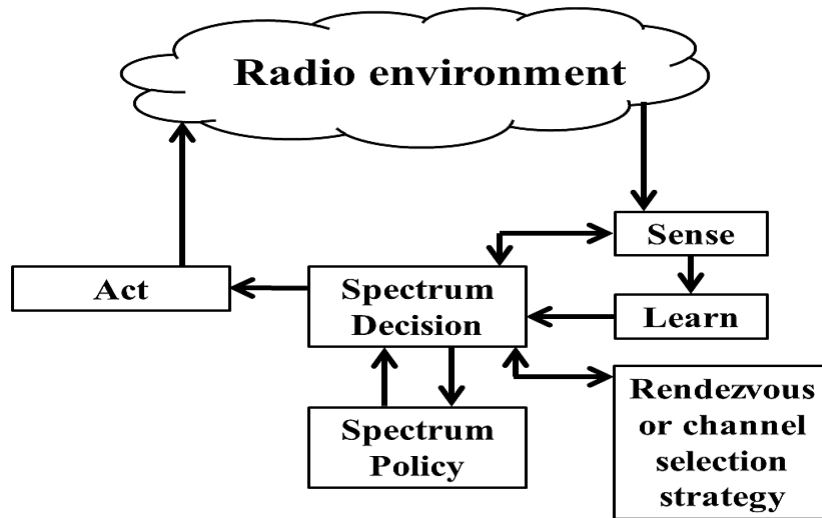 Radio environment
Sense
Act
Spectrum
Decision
Learn
Spectrum
Policy
Rendezvous
or channel
selection
strategy